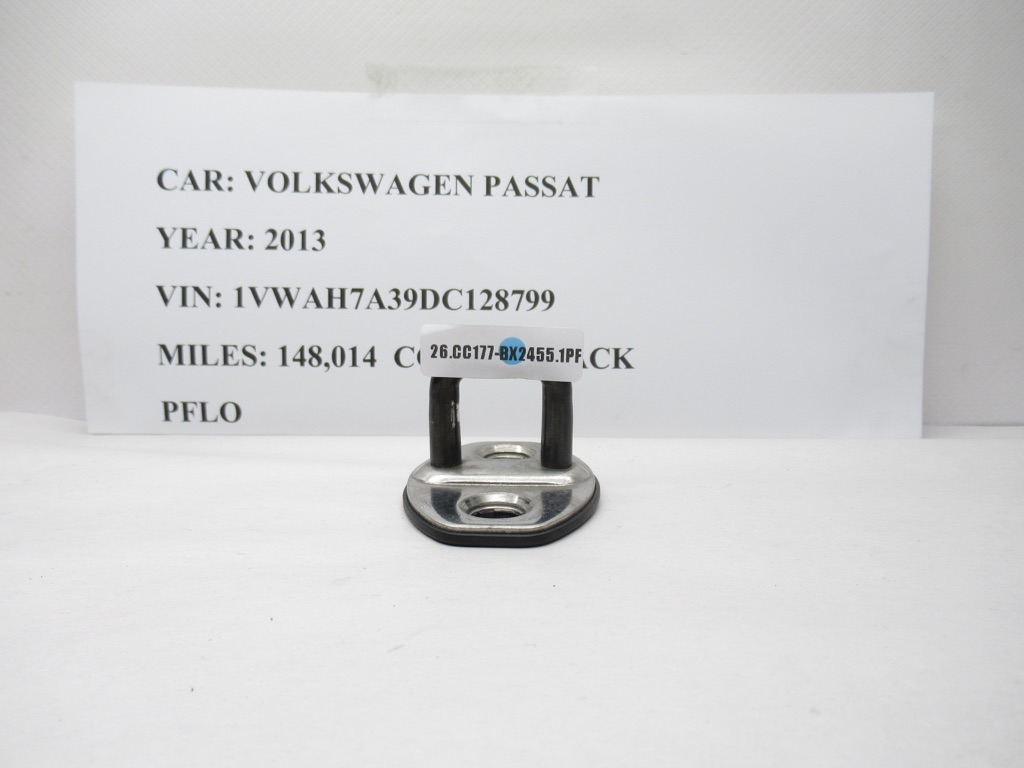 CAR: VOLKSWAGEN PASSAT
YEAR: 2013
VIN: 1VWAH7A39DC128799
MILES: 148,014
26.CC177-BX2455.1PF
PFLO